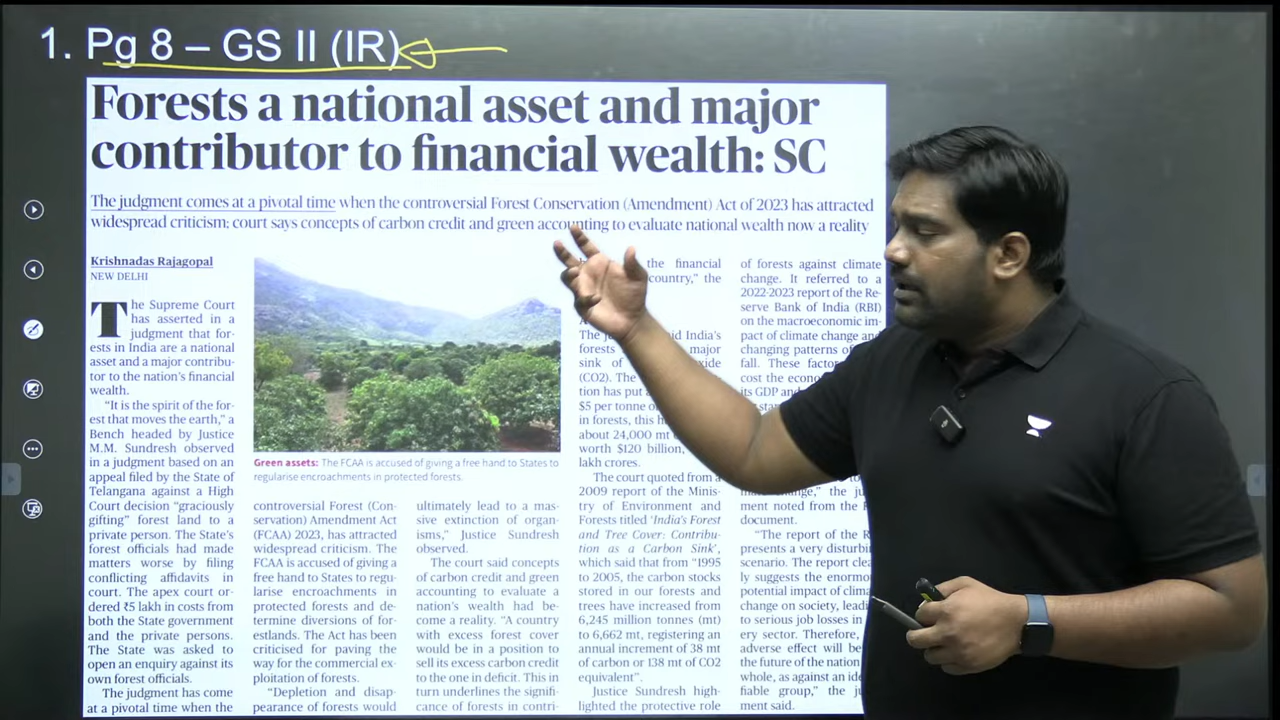 1. Pg 8 – GS II (IR)
Forests a national asset and major
contributor to financial wealth: SC
The judgment comes at a pivotal time when the controversial Forest Conservation (Amendment) Act of 2023 has attracted
widespread criticism; court says concepts of carbon credit and green accounting to evaluate national wealth now a reality
Krishnadas Rajagopal
NEW DELHI
The Supreme Court
has asserted in a
judgment that for-
ests in India are a national
asset and a major contribu-
tor to the nation's financial
wealth.
"It is the spirit of the for-
est that moves the earth," a
Bench headed by Justice
M.M. Sundresh observed
in a judgment based on an
appeal filed by the State of
Telangana against a High
Court decision "graciously
gifting" forest land to a
private person. The State's
forest officials had made
matters worse by filing
conflicting affidavits in
court. The apex court or-
dered ₹5 lakh in costs from
both the State government
and the private persons.
The State was asked to
open an enquiry against its
own forest officials.
The judgment has come
at a pivotal time when the
Green assets: The FCAA is accused of giving a free hand to States to
regularise encroachments in protected forests.
controversial Forest (Con-
servation) Amendment Act
(FCAA) 2023, has attracted
widespread criticism. The
FCAA is accused of giving a
free hand to States to regu-
larise encroachments in
protected forests and de-
termine diversions of for-
estlands. The Act has been
criticised for paving the
way for the commercial ex-
ploitation of forests.
"Depletion and disap-
pearance of forests would
ultimately lead to a mas-
sive extinction of organ-
isms," Justice Sundresh
observed.
The court said concepts
of carbon credit and green
accounting to evaluate a
nation's wealth had be-
come a reality. "A country
with excess forest cover
would be in a position to
sell its excess carbon credit
to the one in deficit. This in
turn underlines the signifi-
cance of forests in contri-
the financial
country," the
The India's
forests major
sink of
(CO2). The
tion has put
$5 per tonne
in forests, this
about 24,000 mt
worth $120 billion,
lakh crores.
The court quoted from a
2009 report of the Minis-
try of Environment and
Forests titled 'India's Forest
and Tree Cover: Contribu-
tion as a Carbon Sink',
which said that from "1995
to 2005, the carbon stocks
stored in our forests and
trees have increased from
6,245 million tonnes (mt)
to 6,662 mt, registering an
annual increment of 38 mt
of carbon or 138 mt of CO2
equivalent".
Justice Sundresh high-
lighted the protective role
of forests against climate
change. It referred to a
2022-2023 report of the Re-
serve Bank of India (RBI)
on the macroeconomic im-
pact of climate change and
changing patterns of
fall. These
cost the
its GDP and
the
ment noted from the
document.
"The report of the
presents a very disturbi
scenario. The report clea
ly suggests the enormo
potential impact of clima
change on society, leadi
to serious job losses in
ery sector. Therefore,
adverse effect will be
the future of the nation
whole, as against an ide
fiable group," the
ment said.